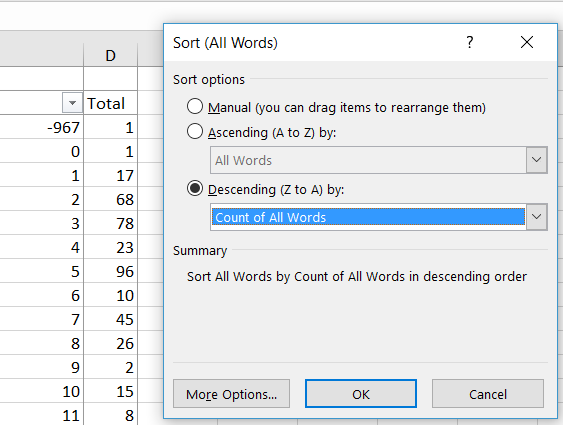 Sort (All Words) ? ×
D
Sort options
Manual (you can drag items to rearrange them)
Total
-967 1
Ascending (A to Z) by:
0 1
All Words
1 17
2 68
Descending (Z to A) by:
3 78
Count of All Words
4 23
Summary
5 96
Sort All Words by Count of All Words in descending order
6 10
7 45
8 26
9 2
10 15
More Options... OK Cancel
11 8